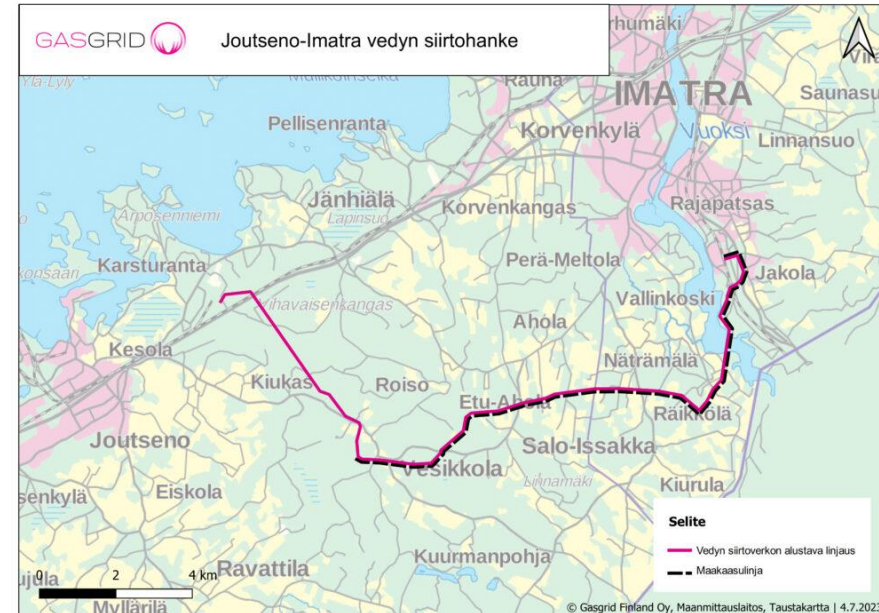 GASGRID
Joutseno-Imatra vedyn siirtohanke
IMATRA
Rauha
Saunasu
Pellisenranta
Korvenkylä
Vuoksi
Linnansuo
Jänhiälä
Lapinsuo
Korvenkangas
Rajapatsas
Arposenniemi
Karsturanta
Perä-Meltola
Jakola
Vihavaisenkangas
Vallinkoski
Ahola
Kesola
Näträmälä
Kiukas
Roiso
Etu-Ahola
Räikkölä
Joutseno
Salo-Issakka
Vesikkola
Linnamäki
Kiurula
Eiskola
senkylä
Kuurmanpohja
Ravattila
Myllärilä
0 2 4 km
Selite
Vedyn siirtoverkon alustava linjaus
Maakaasulinja
© Gasgrid Finland Oy, Maanmittauslaitos, Taustakartta | 4.7.2023